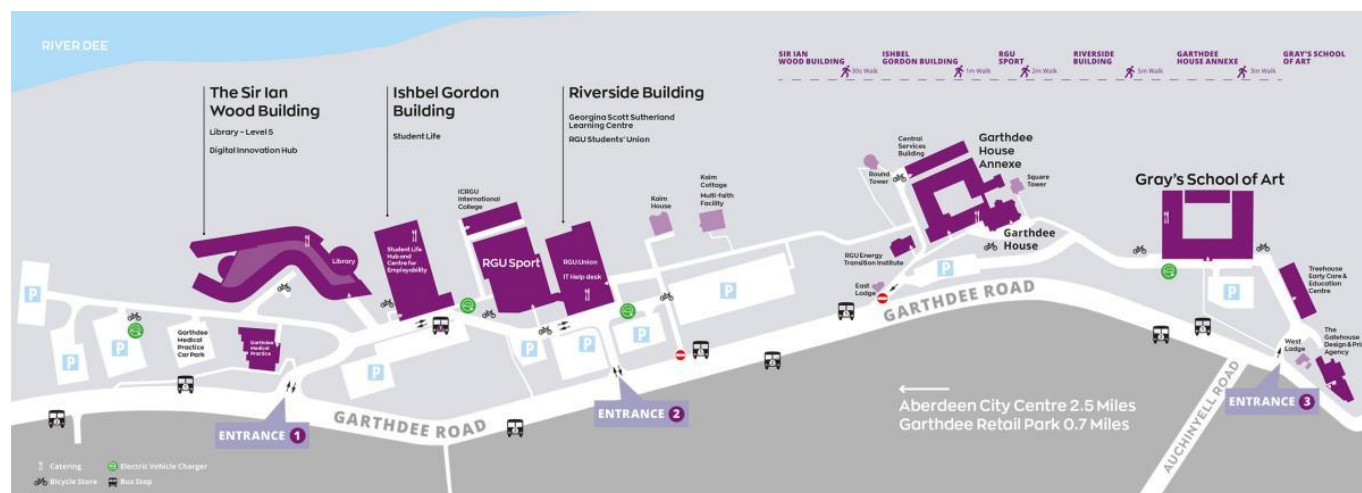 RIVER DEE
SIR IAN
WOOD BUILDING
30s Walk
ISHBEL
GORDON BUILDING
1m Walk
RGU
SPORT
2m Walk
RIVERSIDE
BUILDING
5m Walk
GARTHDEE
HOUSE ANNEXE
3m Walk
GRAY'S SCHOOL
OF ART
The Sir Ian
Wood Building
Library - Level 5
Digital Innovation Hub
Ishbel Gordon
Building
Student Life
Riverside Building
Georgina Scott Sutherland
Learning Centre
RGU Students' Union
ICRGU
International
College
Kaim
House
Kaim
Cottage
Multi-faith
Facility
Central
Services
Building
Round
Tower
Garthdee
House
Annexe
Square
Tower
Gray's School of Art
Library
Student Life
Hub and
Centre for
Employability
RGU Sport
RGU Union
IT Help desk
RGU Energy
Transition Institute
Garthdee
House
East
Lodge
Treehouse
Early Care &
Education
Centre
P
P
P
P
P
P
P
P
P
P
P
P
Garthdee
Medical
Practice
Car Park
Garthdee
Medical
Practice
GARTHDEE ROAD
West
Lodge
The
Gatehouse
Design & Print
Agency
ENTRANCE 1
GARTHDEE ROAD
ENTRANCE 2
Aberdeen City Centre 2.5 Miles
Garthdee Retail Park 0.7 Miles
AUCHINYELL ROAD
ENTRANCE 3
Catering
Electric Vehicle Charger
Bicycle Store
Bus Stop